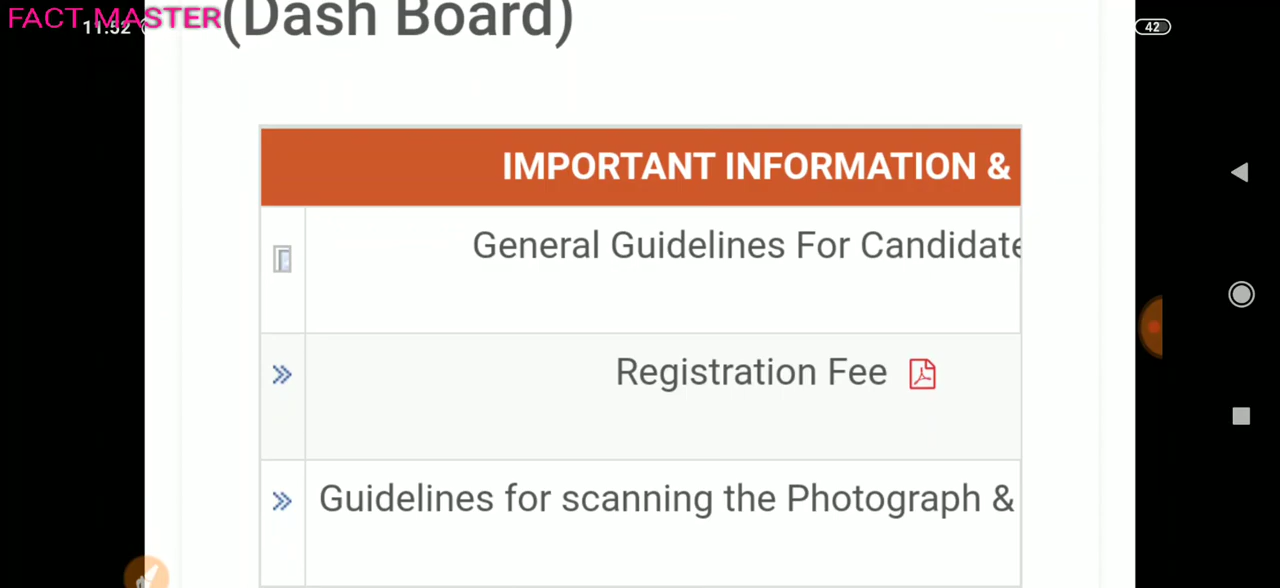 FACT MASTER
11:52
42
(Dash Board)
IMPORTANT INFORMATION &
General Guidelines For Candidate
Registration Fee
Guidelines for scanning the Photograph &